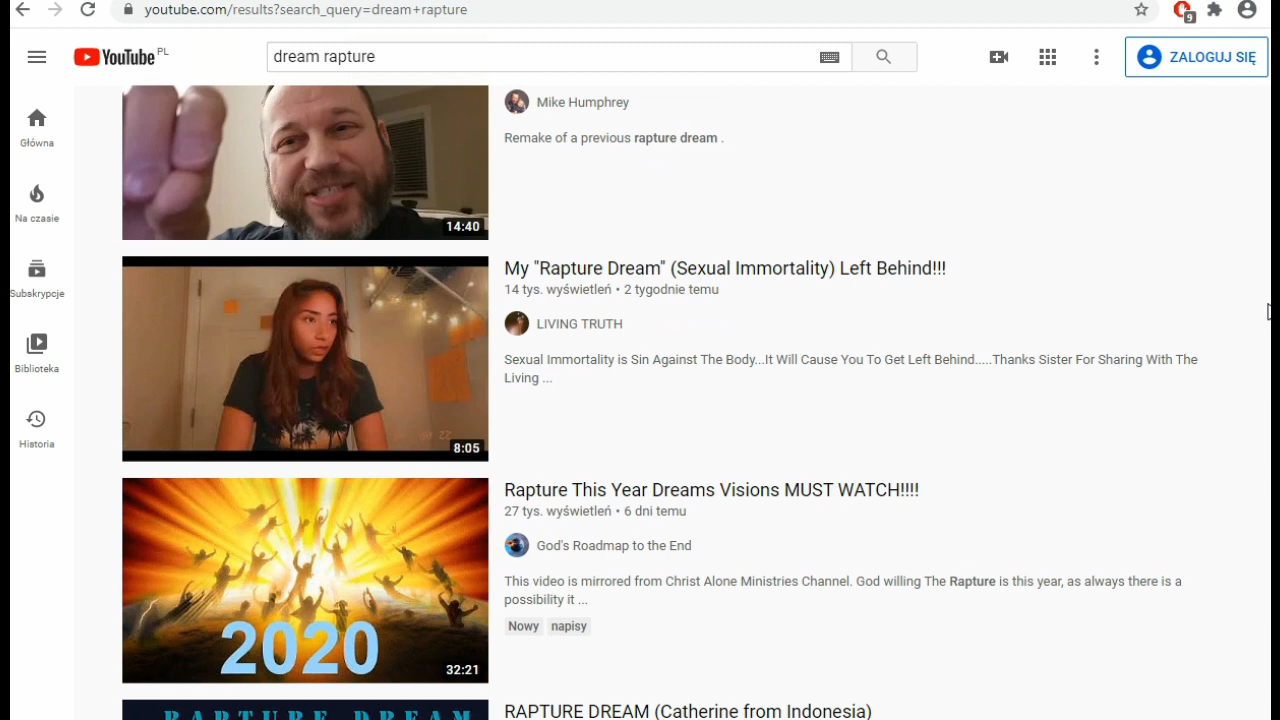 youtube.com/results?search_query=dream+rapture
9
YouTube PL
dream rapture
ZALOGUJ SIĘ
Główna
Na czasie
Subskrypcje
Biblioteka
Historia
14:40
Mike Humphrey
Remake of a previous rapture dream .
8:05
My "Rapture Dream" (Sexual Immortality) Left Behind!!!
14 tys. wyświetleń • 2 tygodnie temu
LIVING TRUTH
Sexual Immortality is Sin Against The Body...It Will Cause You To Get Left Behind.....Thanks Sister For Sharing With The
Living ...
2020
32:21
Rapture This Year Dreams Visions MUST WATCH!!!!
27 tys. wyświetleń • 6 dni temu
God's Roadmap to the End
This video is mirrored from Christ Alone Ministries Channel. God willing The Rapture is this year, as always there is a
possibility it ...
Nowy napisy
RAPTURE DREAM
RAPTURE DREAM (Catherine from Indonesia)